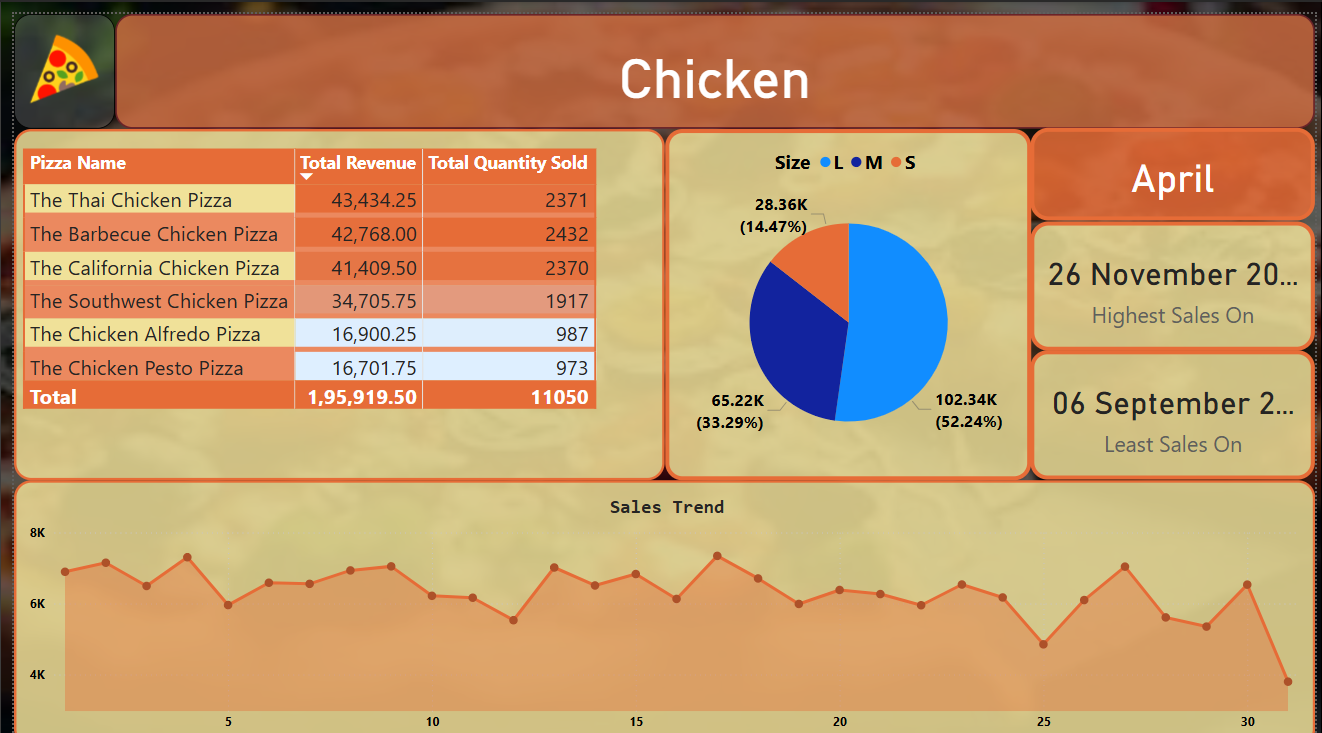 Chicken
Pizza Name Total Revenue Total Quantity Sold
The Thai Chicken Pizza 43,434.25 2371
The Barbecue Chicken Pizza 42,768.00 2432
The California Chicken Pizza 41,409.50 2370
The Southwest Chicken Pizza 34,705.75 1917
The Chicken Alfredo Pizza 16,900.25 987
The Chicken Pesto Pizza 16,701.75 973
Total 1,95,919.50 11050
Size L M S
28.36K
(14.47%)
65.22K
(33.29%)
102.34K
(52.24%)
April
26 November 20...
Highest Sales On
06 September 2...
Least Sales On
Sales Trend
8K
6K
4K
5 10 15 20 25 30